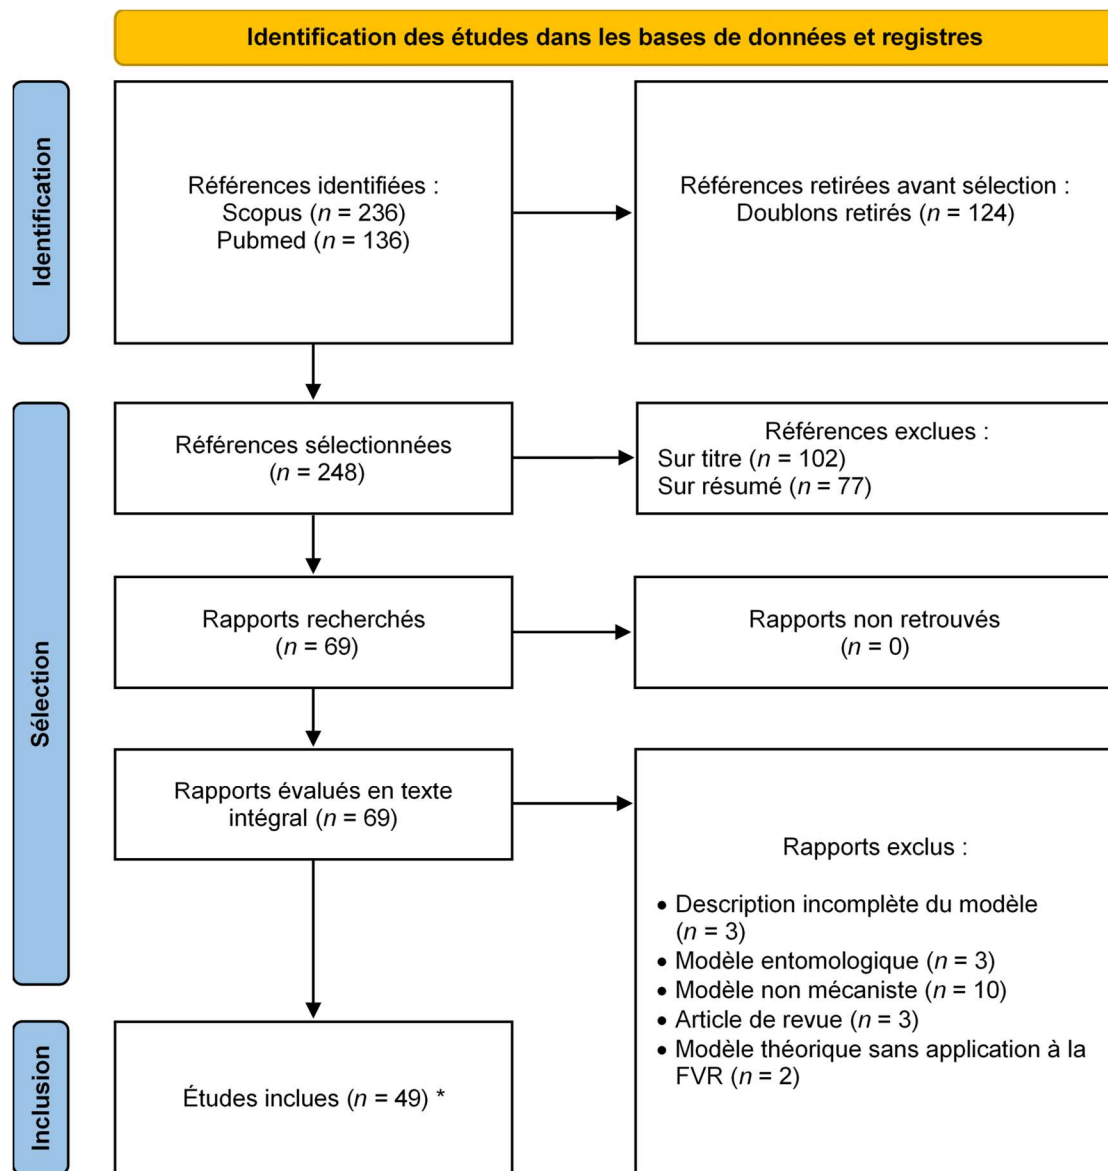 Identification des études dans les bases de données et registres
Identification
Références identifiées :
Scopus (n = 236)
Pubmed (n = 136)
Références retirées avant sélection :
Doublons retirés (n = 124)
Sélection
Références sélectionnées
(n = 248)
Références exclues :
Sur titre (n = 102)
Sur résumé (n = 77)
Rapports recherchés
(n = 69)
Rapports non retrouvés
(n = 0)
Rapports évalués en texte
intégral (n = 69)
Rapports exclus :
• Description incomplète du modèle
(n = 3)
• Modèle entomologique (n = 3)
• Modèle non mécaniste (n = 10)
• Article de revue (n = 3)
• Modèle théorique sans application à la
FVR (n = 2)
Inclusion
Études inclues (n = 49) *